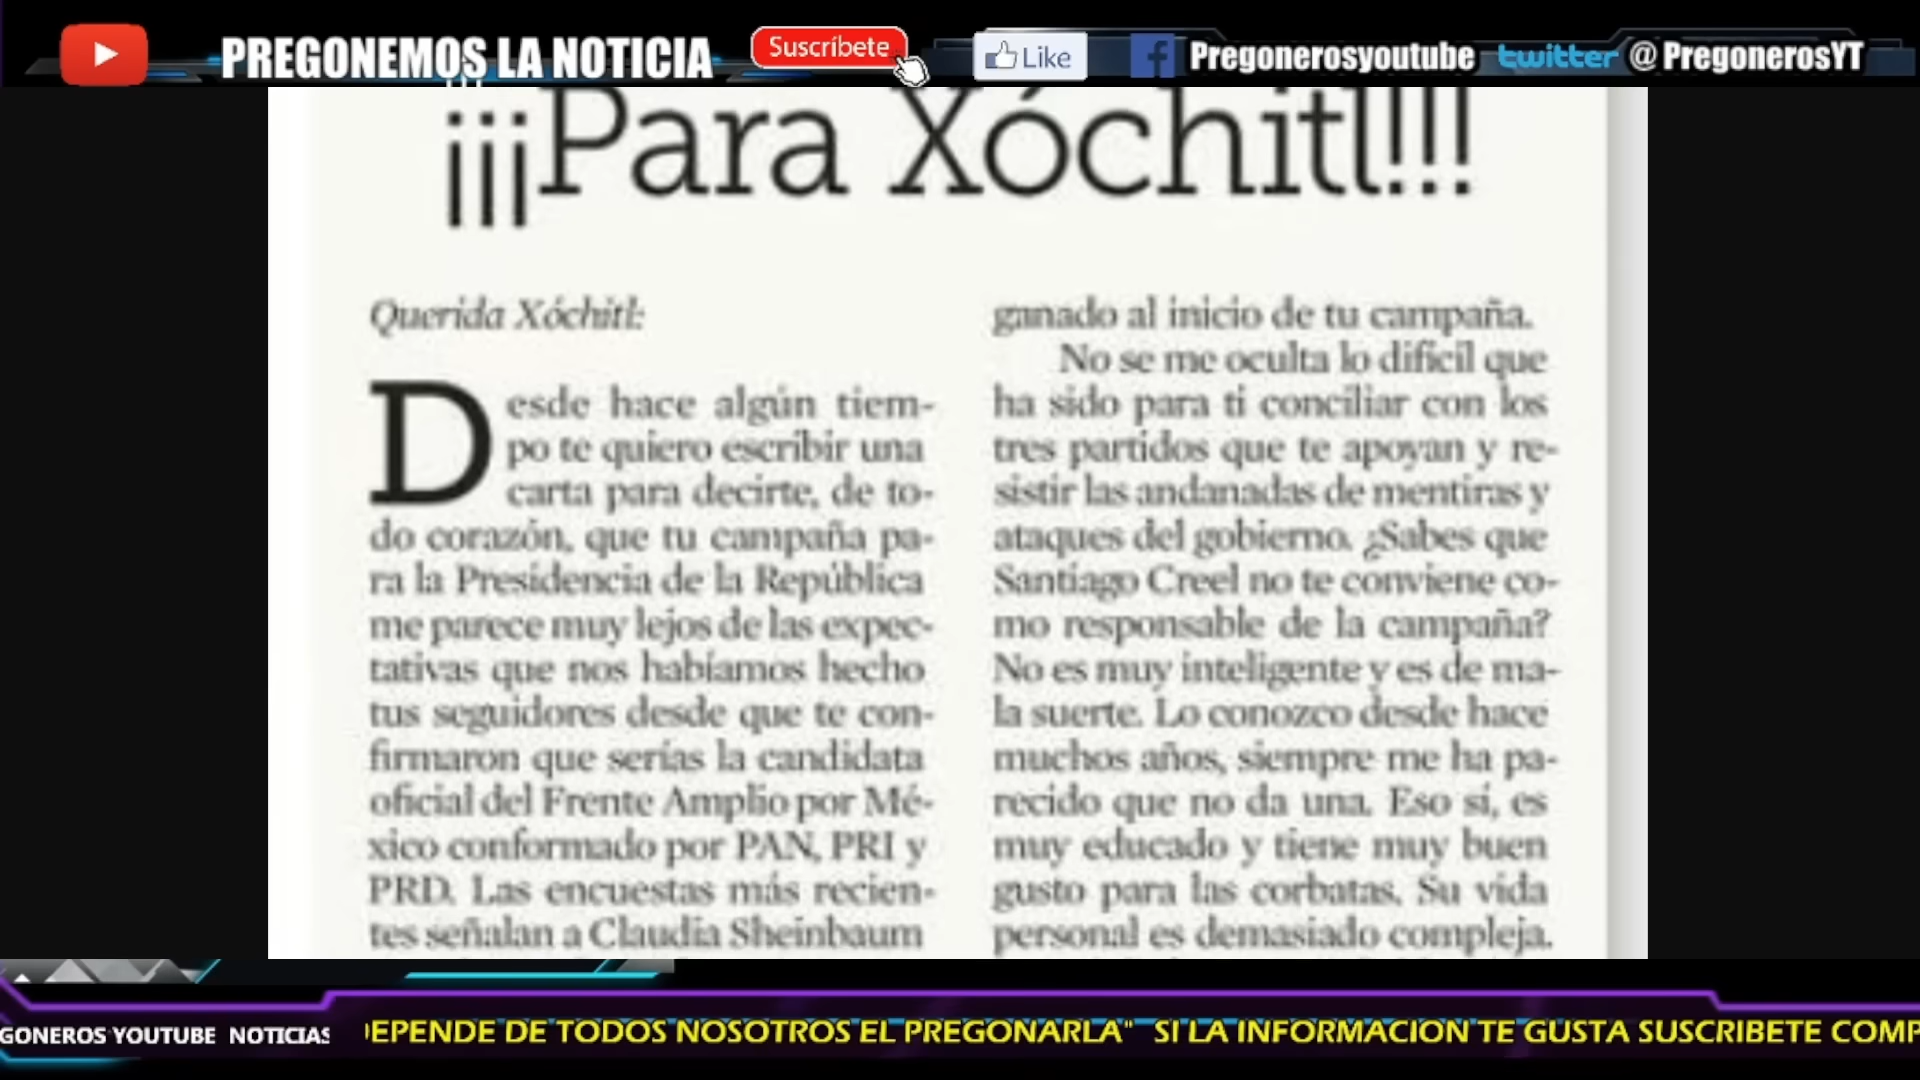 PREGONEMOS LA NOTICIA
Suscríbete
Like
Pregonerosyoutube
twitter @PregonerosYT
¡¡¡Para Xóchitl!!!
Querida Xóchitl:
Desde hace algún tiem-
po te quiero escribir una
carta para decirte, de to-
do corazón, que tu campaña pa-
ra la Presidencia de la República
me parece muy lejos de las expec-
tativas que nos habíamos hecho
tus seguidores desde que te con-
firmaron que serías la candidata
oficial del Frente Amplio por Mé-
xico conformado por PAN, PRI y
PRD. Las encuestas más recien-
tes señalan a Claudia Sheinbaum
ganado al inicio de tu campaña.
No se me oculta lo difícil que
ha sido para ti conciliar con los
tres partidos que te apoyan y re-
sistir las andanadas de mentiras y
ataques del gobierno. ¿Sabes que
Santiago Creel no te conviene co-
mo responsable de la campaña?
No es muy inteligente y es de ma-
la suerte. Lo conozco desde hace
muchos años, siempre me ha pa-
recido que no da una. Eso sí, es
muy educado y tiene muy buen
gusto para las corbatas. Su vida
personal es demasiado compleja.
GONEROS YOUTUBE NOTICIAS
EPENDE DE TODOS NOSOTROS EL PREGONARLA" SI LA INFORMACION TE GUSTA SUSCRIBETE COMP